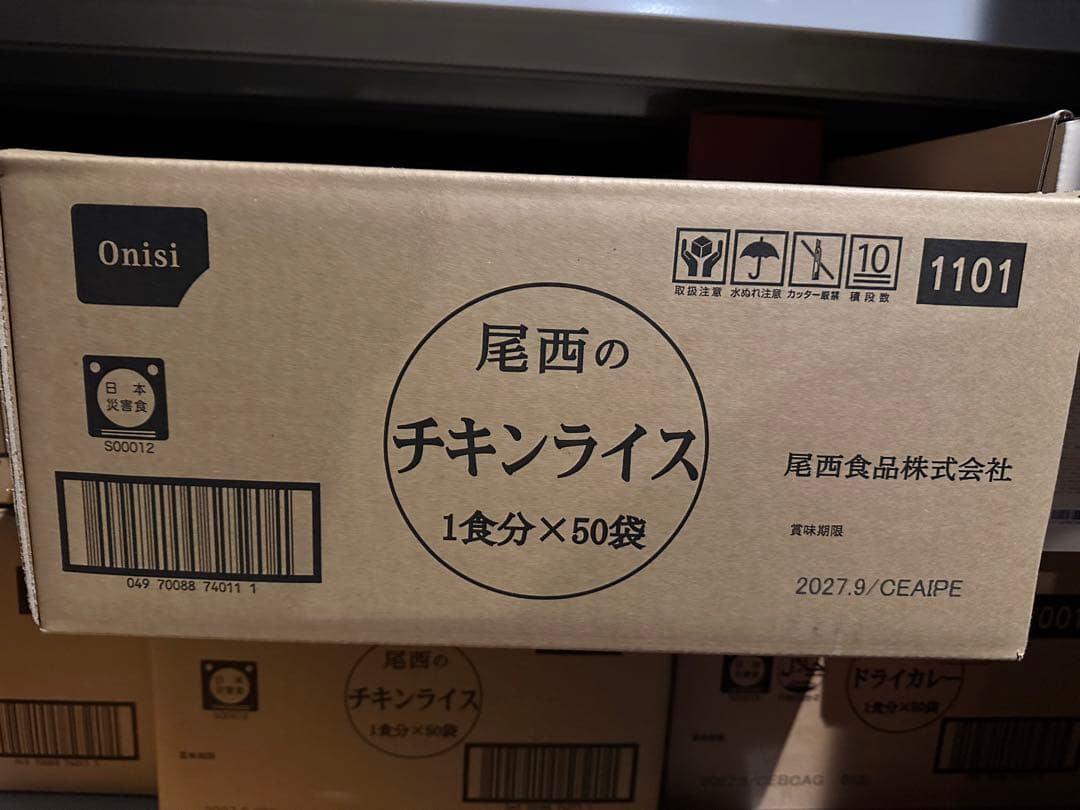 Onisi
取扱注意
水ぬれ注意
カッター厳禁
10
積段数
1101
日本
災害食
S00012
049 70088 74011 1
尾西の
チキンライス
1食分×50袋
尾西食品株式会社
賞味期限
2027.9/CEAIPE
尾西の
チキンライス
1食分×50袋
ドライカレー
1食分×50袋